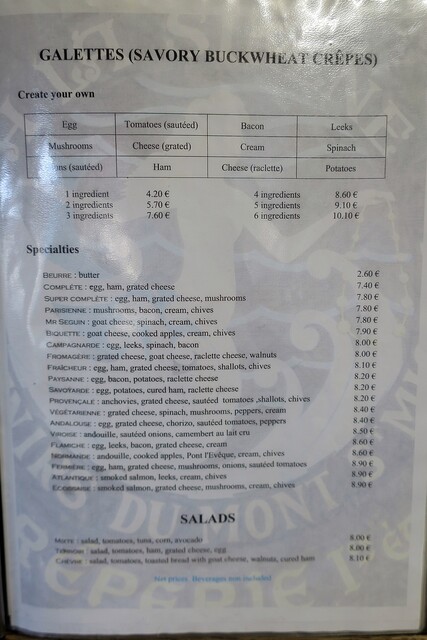 GALETTES (SAVORY BUCKWHEAT CRÊPES)
Create your own
Egg Tomatoes (sautéed) Bacon Leeks
Mushrooms Cheese (grated) Cream Spinach
ons (sautéed) Ham Cheese (raclette) Potatoes
1 ingredient 4.20 € 4 ingredients 8.60 €
2 ingredients 5.70 € 5 ingredients 9.10 €
3 ingredients 7.60 € 6 ingredients 10.10 €
Specialties
BEURRE : butter 2.60 €
COMPLÈTE : egg, ham, grated cheese 7.40 €
SUPER COMPLÈTE : egg, ham, grated cheese, mushrooms 7.80 €
PARISIENNE : mushrooms, bacon, cream, chives 7.80 €
MR SEGUIN : goat cheese, spinach, cream, chives 7.80 €
BIQUETTE : goat cheese, cooked apples, cream, chives 7.90 €
CAMPAGNARDE : egg, leeks, spinach, bacon 8.00 €
FROMAGÈRE : grated cheese, goat cheese, raclette cheese, walnuts 8.00 €
FRAÎCHEUR : egg, ham, grated cheese, tomatoes, shallots, chives 8.10 €
PAYSANNE : egg, bacon, potatoes, raclette cheese 8.20 €
SAVOYARDE : egg, potatoes, cured ham, raclette cheese 8.20 €
PROVENÇALE : anchovies, grated cheese, sautéed tomatoes ,shallots, chives 8.20 €
VÉGÉTARIENNE : grated cheese, spinach, mushrooms, peppers, cream 8.40 €
ANDALOUSE : egg, grated cheese, chorizo, sautéed tomatoes, peppers 8.40 €
VIROISE : andouille, sautéed onions, camembert au lait cru 8.50 €
FLAMICHE : egg, leeks, bacon, grated cheese, cream 8.60 €
NORMANDE : andouille, cooked apples, Pont l'Evêque, cream, chives 8.60 €
FERMIÈRE : egg, ham, grated cheese, mushrooms, onions, sautéed tomatoes 8.90 €
ATLANTIQUE : smoked salmon, leeks, cream, chives 8.90 €
ECOSSAISE : smoked salmon, grated cheese, mushrooms, cream, chives 8.90 €
SALADS
: salad, tomatoes, tuna, corn, avocado 8.00 €
: salad, tomatoes, ham, grated cheese, egg 8.00 €
: salad, tomatoes, toasted bread with goat cheese, walnuts, cured ham 8.10 €
Net prices. Beverages non included